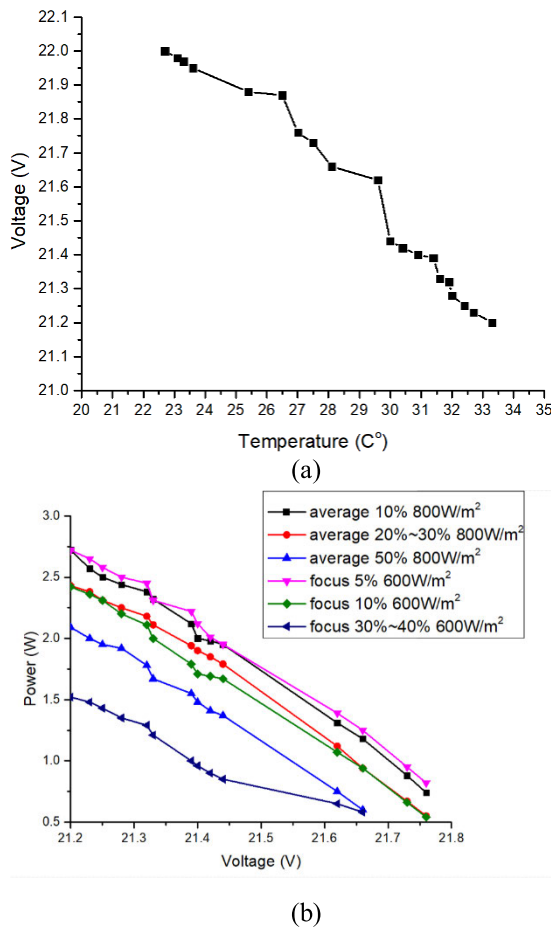 22.0
21.9
21.8
21.7
21.6
21.5
21.4
21.3
21.2
21.1
21.0
Voltage (V)
20 21 22 23 24 25 26 27 28 29 30 31 32 33 34 35
Temperature (C°)
(a)
average 10% 800W/m²
average 20%~30% 800W/m²
average 50% 800W/m²
focus 5% 600W/m²
focus 10% 600W/m²
focus 30%~40% 600W/m²
3.0
2.5
2.0
1.5
1.0
0.5
Power (W)
21.2 21.3 21.4 21.5 21.6 21.7 21.8
Voltage (V)
(b)